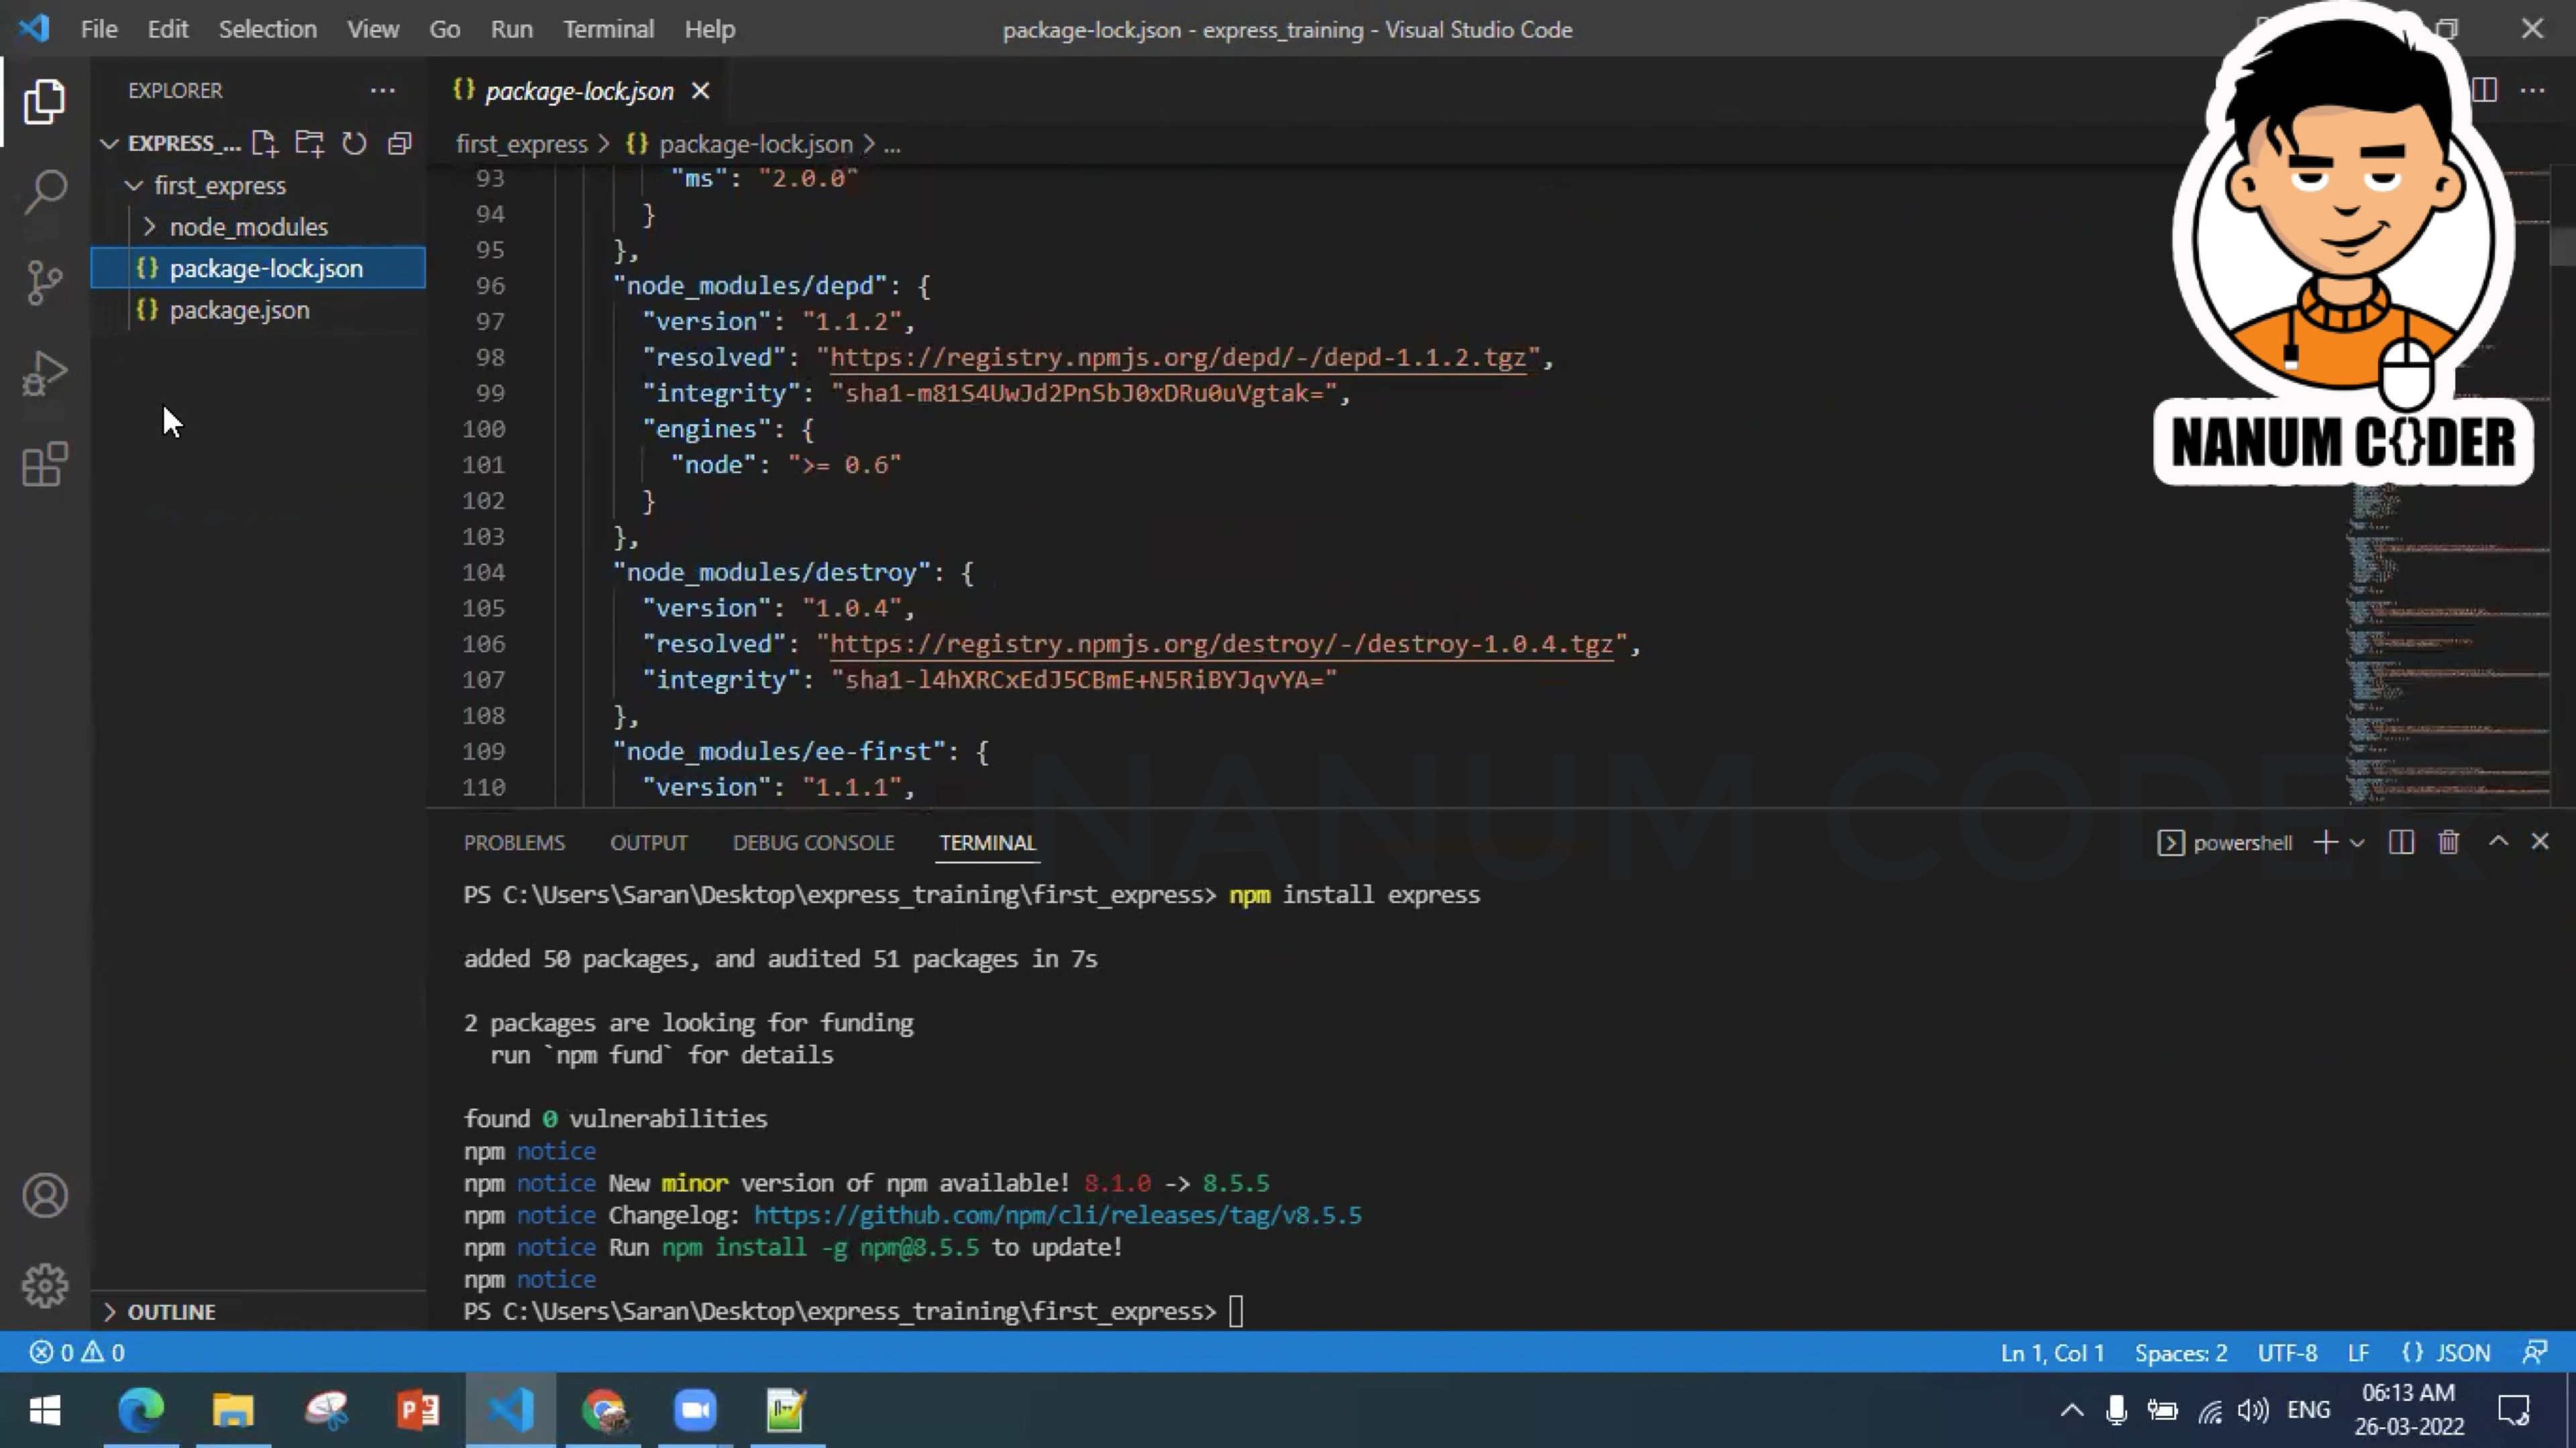 File Edit Selection View Go Run Terminal Help
package-lock.json - express_training - Visual Studio Code
EXPLORER
EXPRESS_...
first_express
node_modules
{} package-lock.json
{} package.json
OUTLINE
{} package-lock.json
first_express > {} package-lock.json > ...
93 "ms": "2.0.0"
94 }
95 },
96 "node_modules/depd": {
97 "version": "1.1.2",
98 "resolved": "https://registry.npmjs.org/depd/-/depd-1.1.2.tgz",
99 "integrity": "sha1-m81S4UwJd2PnSbJ0xDRu0uVgtak=",
100 "engines": {
101 "node": ">= 0.6"
102 }
103 },
104 "node_modules/destroy": {
105 "version": "1.0.4",
106 "resolved": "https://registry.npmjs.org/destroy/-/destroy-1.0.4.tgz",
107 "integrity": "sha1-l4hXRCxEdJ5CBmE+N5RiBYJqvYA="
108 },
109 "node_modules/ee-first": {
110 "version": "1.1.1",
NANUM C{}DER
NANUM CODER
PROBLEMS OUTPUT DEBUG CONSOLE TERMINAL
powershell
PS C:\Users\Saran\Desktop\express_training\first_express> npm install express
added 50 packages, and audited 51 packages in 7s
2 packages are looking for funding
run `npm fund` for details
found 0 vulnerabilities
npm notice
npm notice New minor version of npm available! 8.1.0 -> 8.5.5
npm notice Changelog: https://github.com/npm/cli/releases/tag/v8.5.5
npm notice Run npm install -g npm@8.5.5 to update!
npm notice
PS C:\Users\Saran\Desktop\express_training\first_express>
0 0
Ln 1, Col 1 Spaces: 2 UTF-8 LF {} JSON
ENG
06:13 AM
26-03-2022